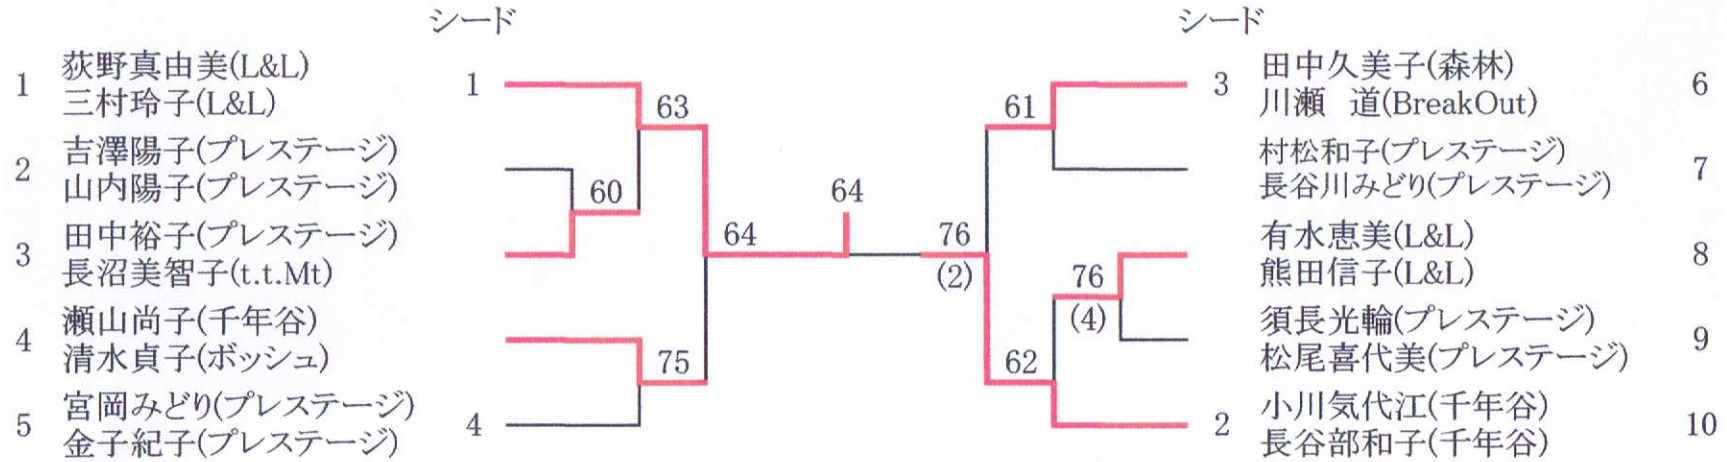 シード
シード
1
荻野真由美(L&L)
三村玲子(L&L)
1
63
2
吉澤陽子(プレステージ)
山内陽子(プレステージ)
60
3
田中裕子(プレステージ)
長沼美智子(t.t.Mt)
64
64
4
瀬山尚子(千年谷)
清水貞子(ボッシュ)
75
5
宮岡みどり(プレステージ)
金子紀子(プレステージ)
4
61
3
田中久美子(森林)
川瀬 道(BreakOut)
6
村松和子(プレステージ)
長谷川みどり(プレステージ)
7
76
(2)
有水恵美(L&L)
熊田信子(L&L)
8
76
(4)
須長光輪(プレステージ)
松尾喜代美(プレステージ)
9
62
2
小川気代江(千年谷)
長谷部和子(千年谷)
10